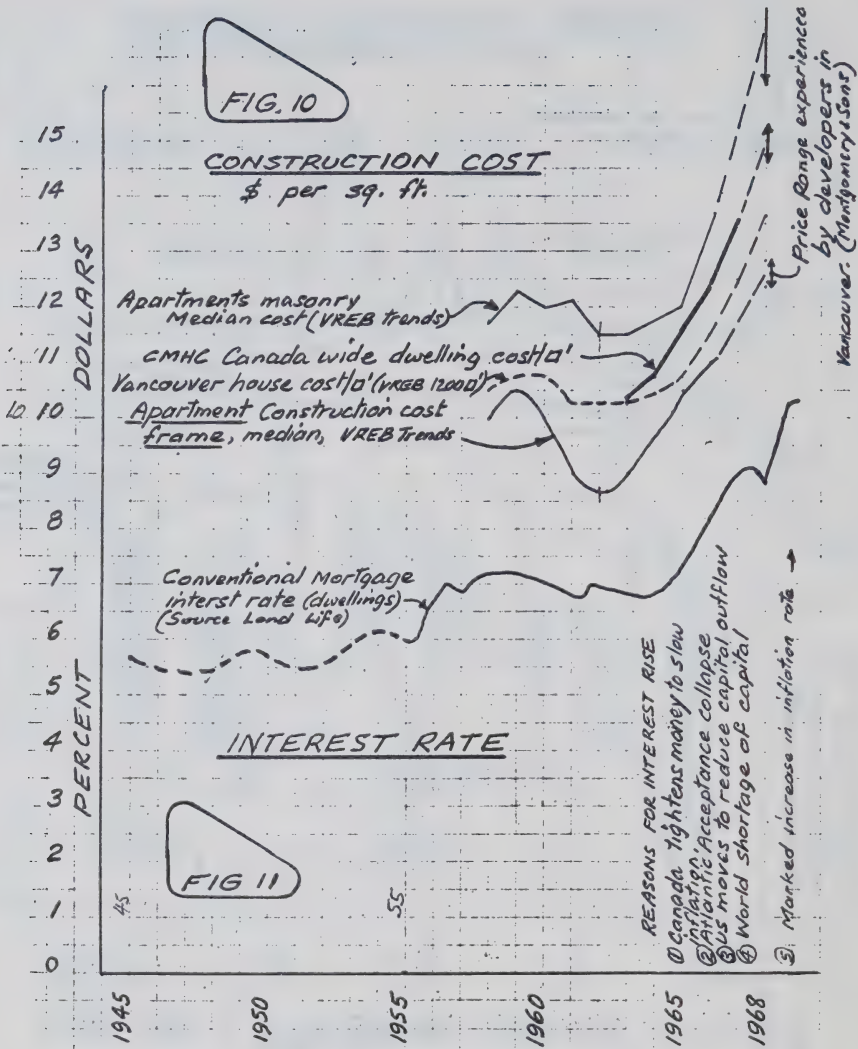 FIG. 10
CONSTRUCTION COST
$ per sq. ft.
15
14
13
12
11
10
10
9
8
7
6
5
4
3
2
1
0
DOLLARS
PERCENT
Apartments masonry
Median cost (VREB Trends)
CMHC Canada wide dwelling cost/□'
Vancouver house cost/□' (VREB 1200□')
Apartment Construction cost
frame, median, VREB Trends
Price Range experienced
by developers in
Vancouver. (Montgomery & Sons)
Conventional Mortgage
interst rate (dwellings)
(Source Lond Life)
INTEREST RATE
FIG 11
REASONS FOR INTEREST RISE
① Canada tightens money to slow
inflation
② Atlantic Acceptance collapse
③ US moves to reduce capital outflow
④ World shortage of capital
⑤ Marked increase in inflation rate →
45
55
1945
1950
1955
1960
1965
1968